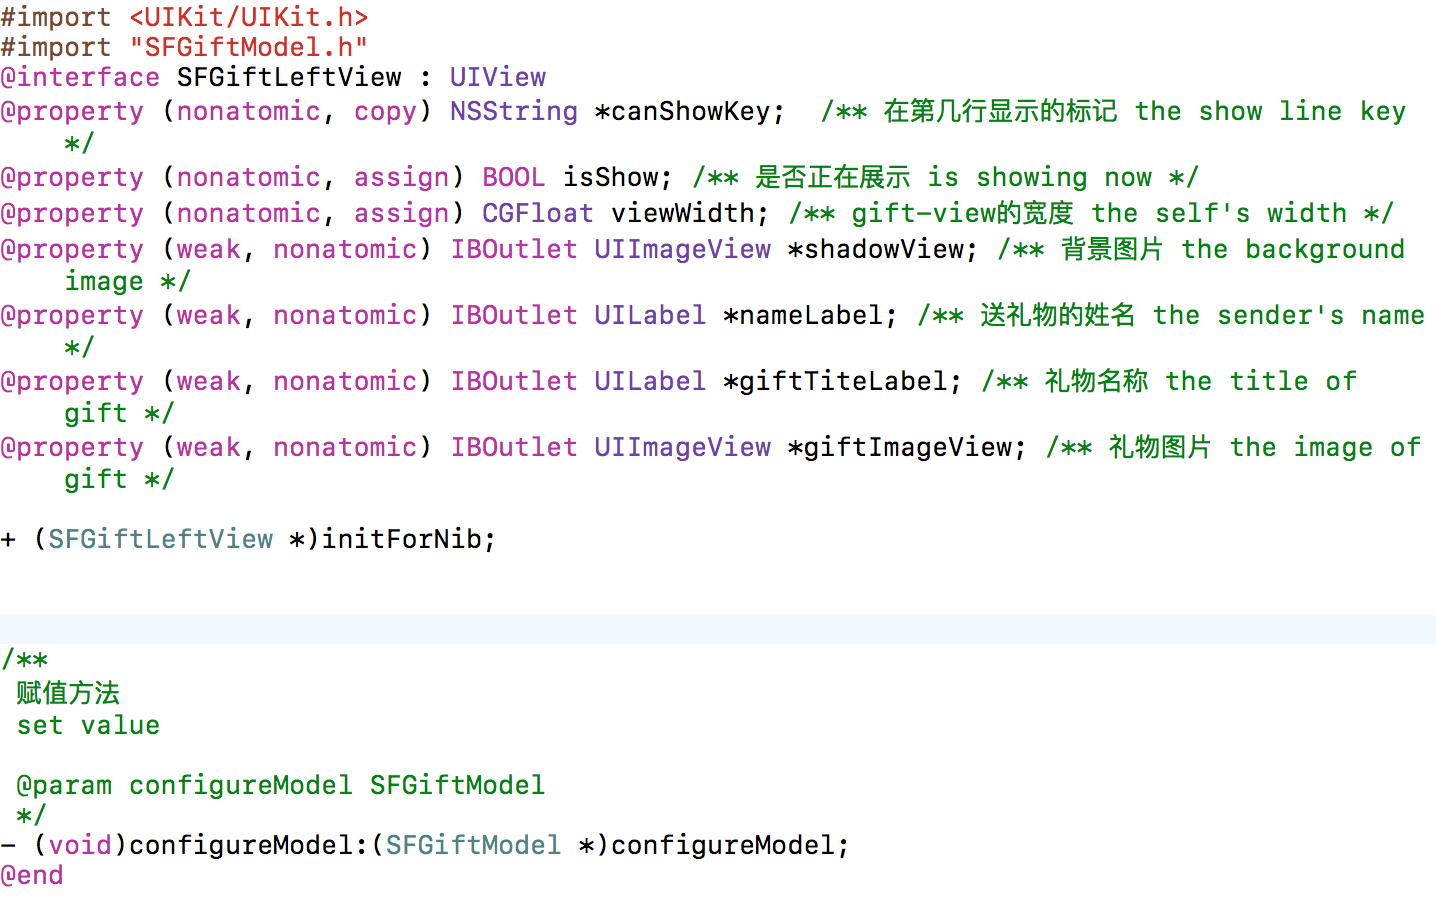 #import <UIKit/UIKit.h>
#import "SFGiftModel.h"
@interface SFGiftLeftView : UIView
@property (nonatomic, copy) NSString *canShowKey;  /** 在第几行显示的标记 the show line key
*/
@property (nonatomic, assign) BOOL isShow; /** 是否正在展示 is showing now */
@property (nonatomic, assign) CGFloat viewWidth; /** gift-view的宽度 the self's width */
@property (weak, nonatomic) IBOutlet UIImageView *shadowView; /** 背景图片 the background
image */
@property (weak, nonatomic) IBOutlet UILabel *nameLabel; /** 送礼物的姓名 the sender's name
*/
@property (weak, nonatomic) IBOutlet UILabel *giftTiteLabel; /** 礼物名称 the title of
gift */
@property (weak, nonatomic) IBOutlet UIImageView *giftImageView; /** 礼物图片 the image of
gift */
+ (SFGiftLeftView *)initForNib;
/**
赋值方法
set value
@param configureModel SFGiftModel
*/
- (void)configureModel:(SFGiftModel *)configureModel;
@end